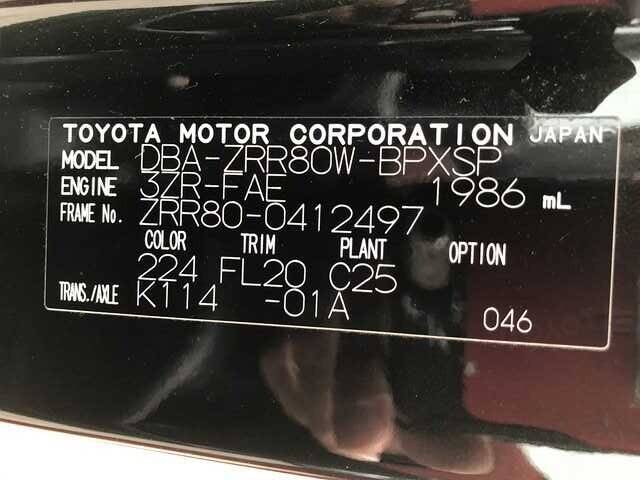 TOYOTA MOTOR CORPORATION JAPAN
MODEL DBA-ZRR80W-BPXSP
ENGINE 3ZR-FAE 1986 mL
FRAME No. ZRR80-0412497
COLOR TRIM PLANT OPTION
224 FL20 C25
TRANS./AXLE K114 -01A
046